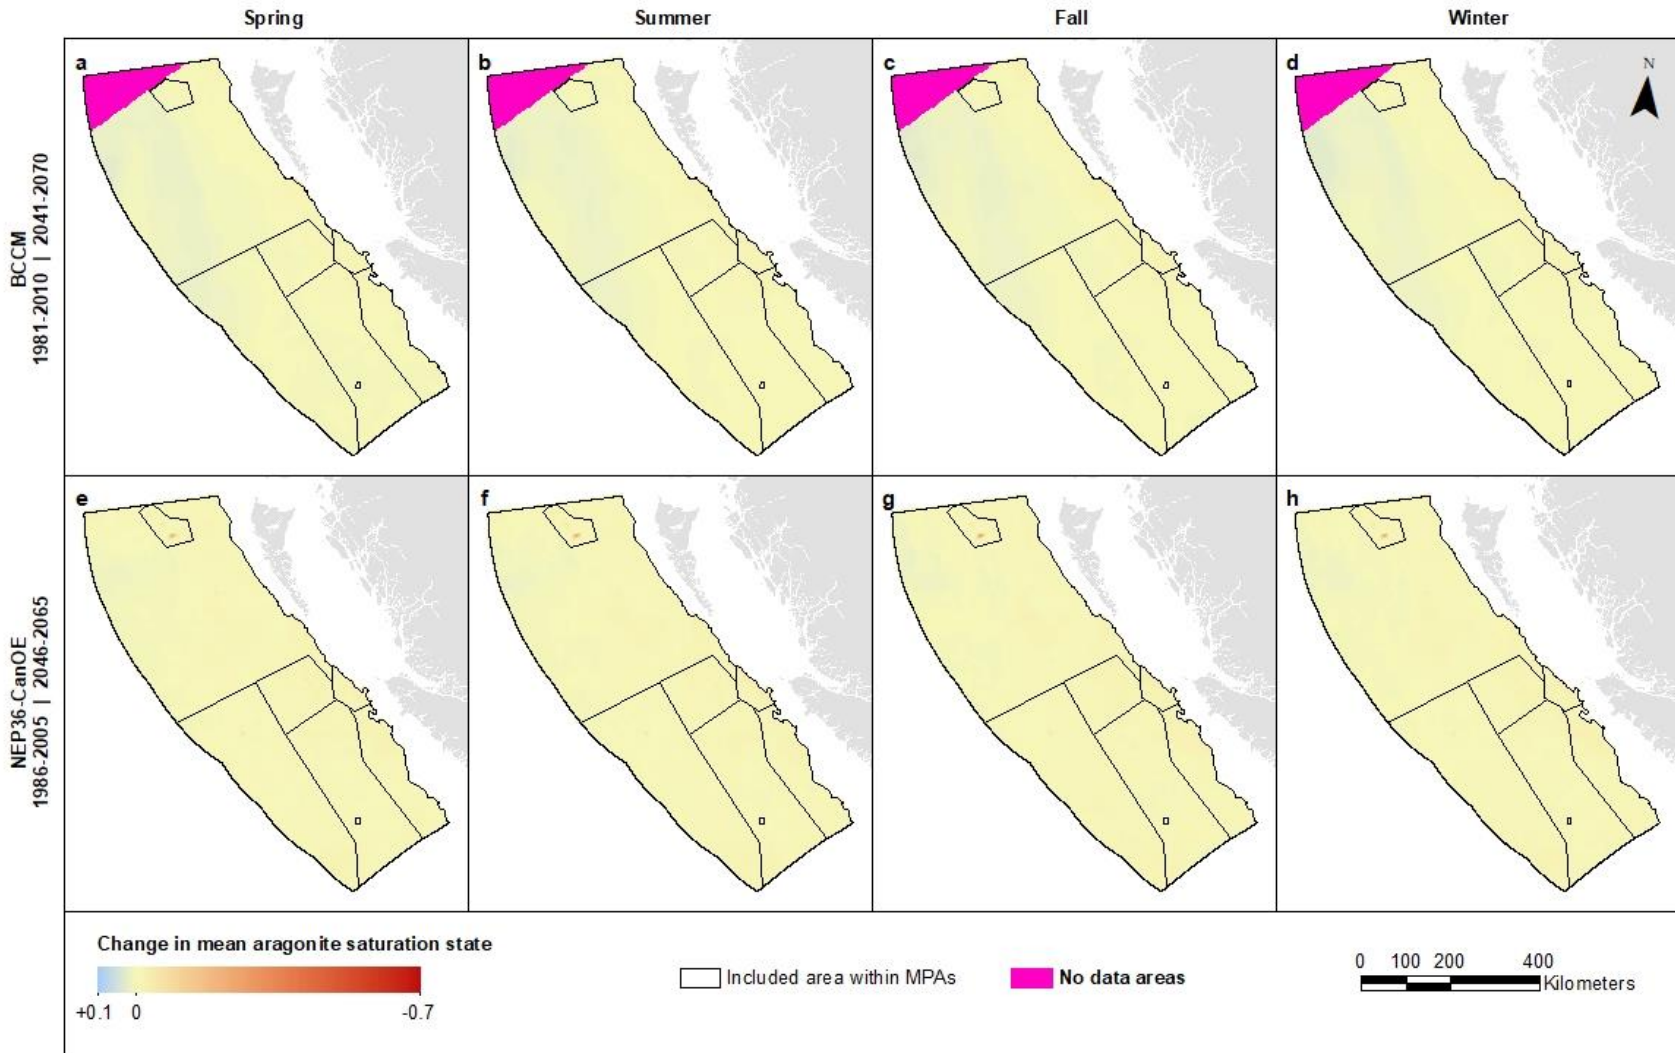 Spring Summer Fall Winter
a b c d
N
BCCM
1981-2010 | 2041-2070
e f g h
NEP36-CanOE
1986-2005 | 2046-2065
Change in mean aragonite saturation state
+0.1 0 -0.7
Included area within MPAs
No data areas
0 100 200 400
Kilometers